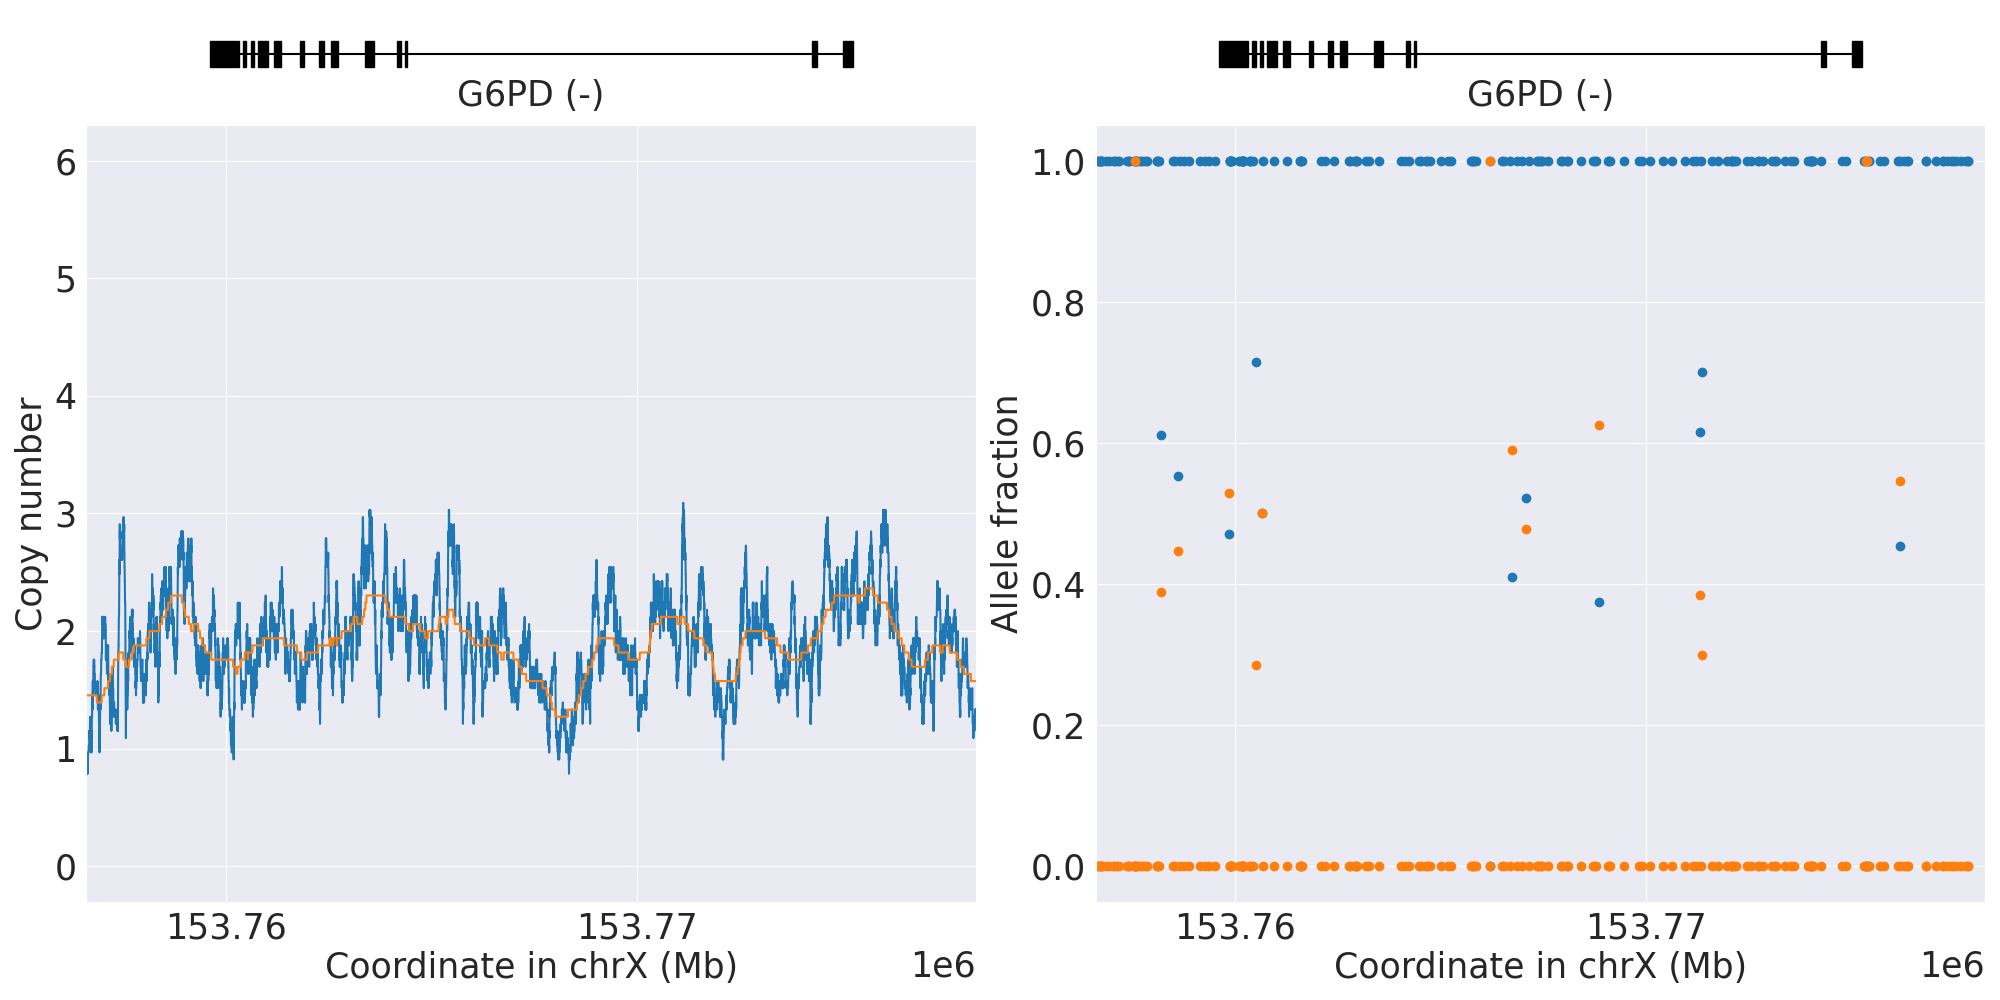 G6PD (-)
6
5
4
3
2
1
0
Copy number
153.76
153.77
Coordinate in chrX (Mb)
1e6
G6PD (-)
1.0
0.8
0.6
0.4
0.2
0.0
Allele fraction
153.76
153.77
Coordinate in chrX (Mb)
1e6